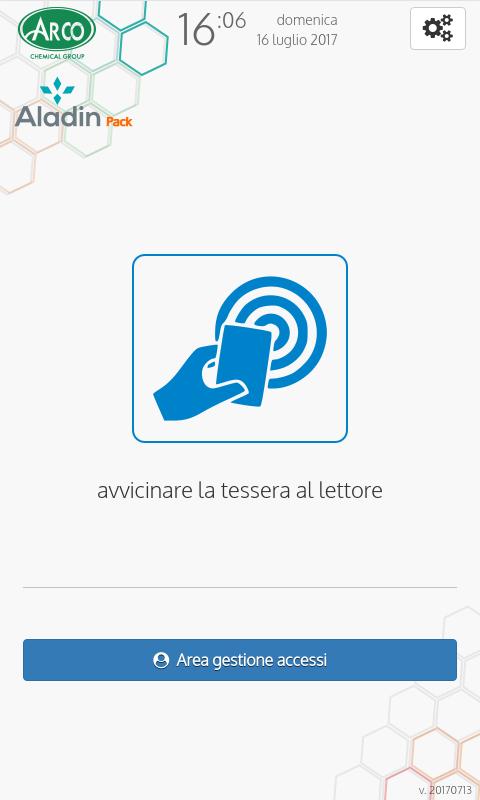 ARCO
CHEMICAL GROUP
16:06
domenica
16 luglio 2017
Aladin Pack
avvicinare la tessera al lettore
Area gestione accessi
v. 20170713